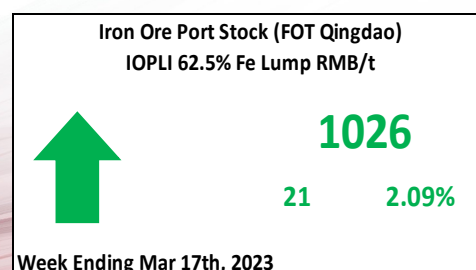 Iron Ore Port Stock (FOT Qingdao)
IOPLI 62.5% Fe Lump RMB/t
1026
21 2.09%
Week Ending Mar 17th, 2023